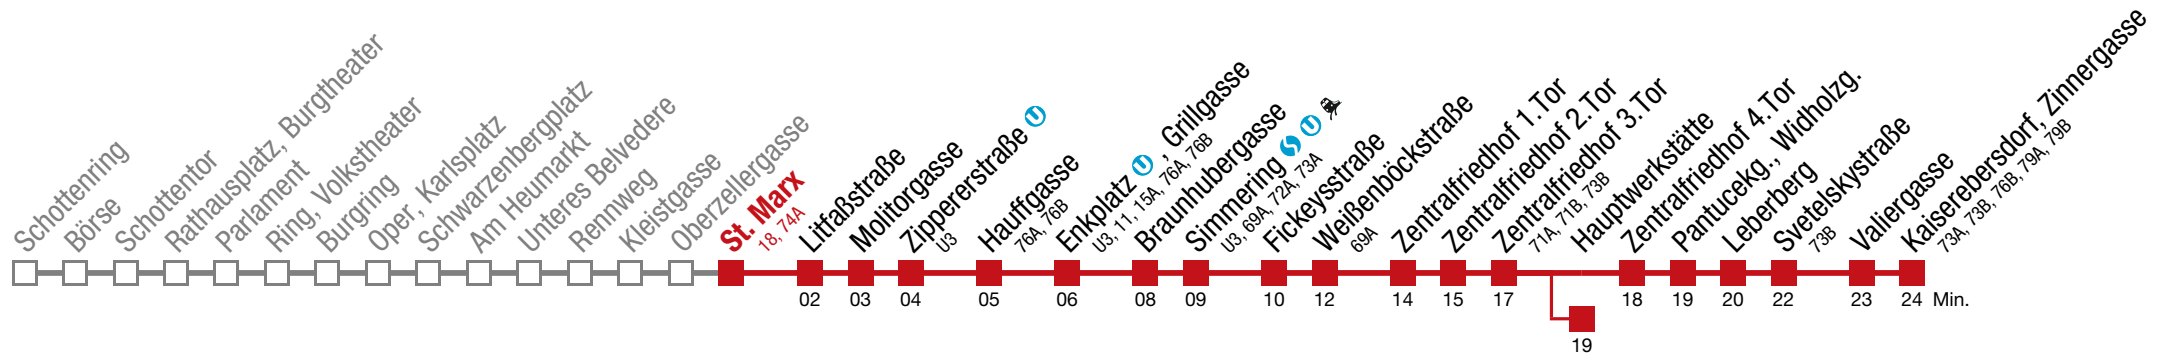 Schottenring
Börse
Schottentor
Rathausplatz, Burgtheater
Parlament
Ring, Volkstheater
Burgring
Oper, Karlsplatz
Schwarzenbergplatz
Am Heumarkt
Unteres Belvedere
Rennweg
Kleistgasse
Oberzellergasse
St. Marx
18, 74A
Litfaßstraße
Molitorgasse
Zippererstraße U
U3
Hauffgasse
76A, 76B
Enkplatz U , Grillgasse
U3, 11, 15A, 76A, 76B
Braunhubergasse
Simmering S U
U3, 69A, 72A, 73A
Fickeysstraße
Weißenböckstraße
69A
Zentralfriedhof 1.Tor
Zentralfriedhof 2.Tor
Zentralfriedhof 3.Tor
71A, 71B, 73B
Hauptwerkstätte
Zentralfriedhof 4.Tor
Pantucekg., Widholzg.
Leberberg
Svetelskystraße
73B
Valiergasse
Kaiserebersdorf, Zinnergasse
73A, 73B, 76B, 79A, 79B
02 03 04 05 06 08 09 10 12 14 15 17 18 19 20 22 23 24 Min.
19